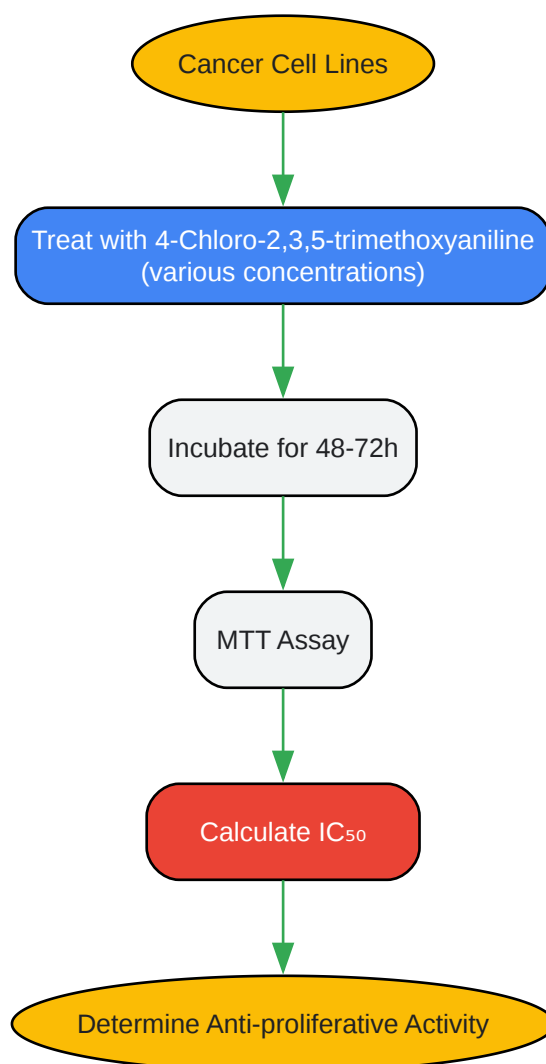 Cancer Cell Lines
Treat with 4-Chloro-2,3,5-trimethoxyaniline
(various concentrations)
Incubate for 48-72h
MTT Assay
Calculate IC₅₀
Determine Anti-proliferative Activity